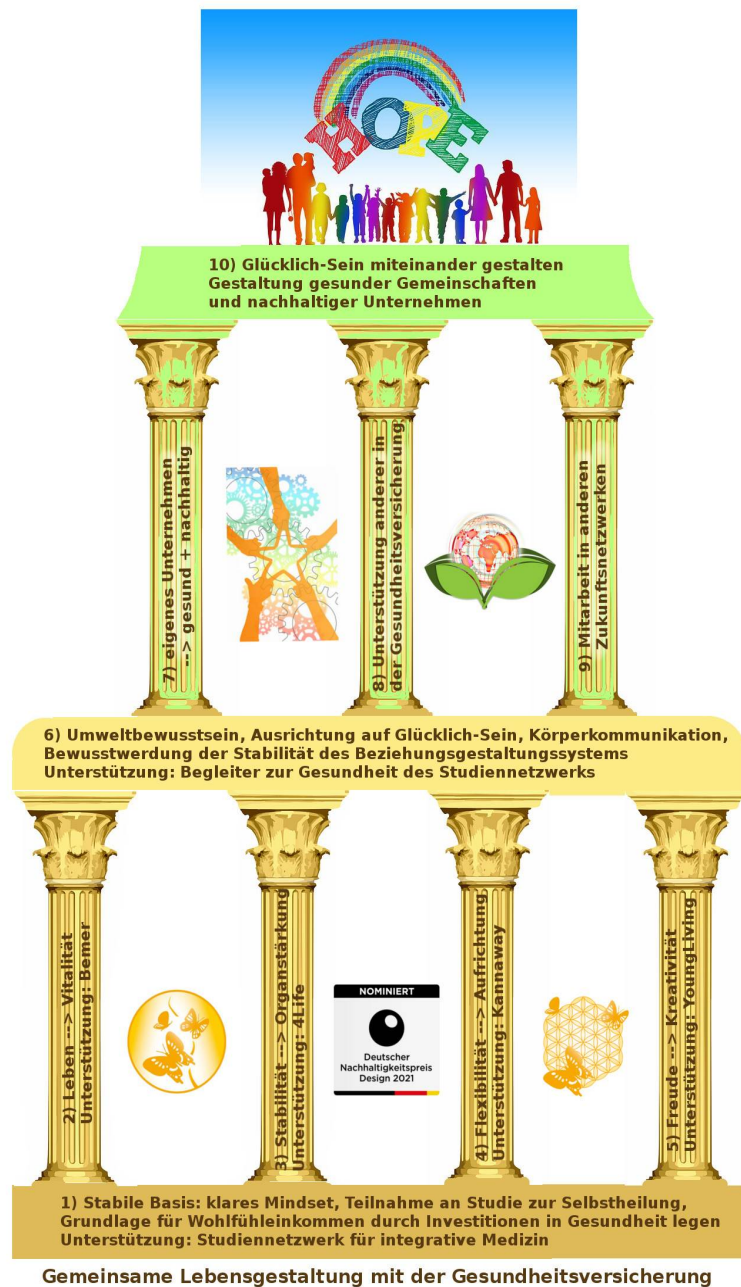 HOPE
10) Glücklich-Sein miteinander gestalten
Gestaltung gesunder Gemeinschaften
und nachhaltiger Unternehmen
7) eigenes Unternehmen
--> gesund + nachhaltig
8) Unterstützung anderer in
der Gesundheitsversicherung
9) Mitarbeit in anderen
Zukunftsnetzwerken
6) Umweltbewusstsein, Ausrichtung auf Glücklich-Sein, Körperkommunikation,
Bewusstwerdung der Stabilität des Beziehungsgestaltungssystems
Unterstützung: Begleiter zur Gesundheit des Studiennetzwerks
2) Leben --> Vitalität
Unterstützung: Bemer
3) Stabilität --> Organstärkung
Unterstützung: 4Life
NOMINIERT
Deutscher
Nachhaltigkeitspreis
Design 2021
4) Flexibilität --> Aufrichtung
Unterstützung: Kannaway
5) Freude --> Kreativität
Unterstützung: YoungLiving
1) Stabile Basis: klares Mindset, Teilnahme an Studie zur Selbstheilung,
Grundlage für Wohlfühleinkommen durch Investitionen in Gesundheit legen
Unterstützung: Studiennetzwerk für integrative Medizin
Gemeinsame Lebensgestaltung mit der Gesundheitsversicherung